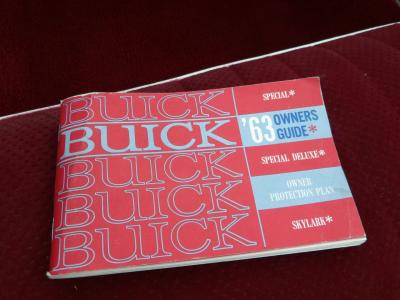 BUICK
BUICK
BUICK
BUICK
BUICK
SPECIAL*
'63 OWNERS
GUIDE*
SPECIAL DELUXE*
OWNER
PROTECTION PLAN
SKYLARK*